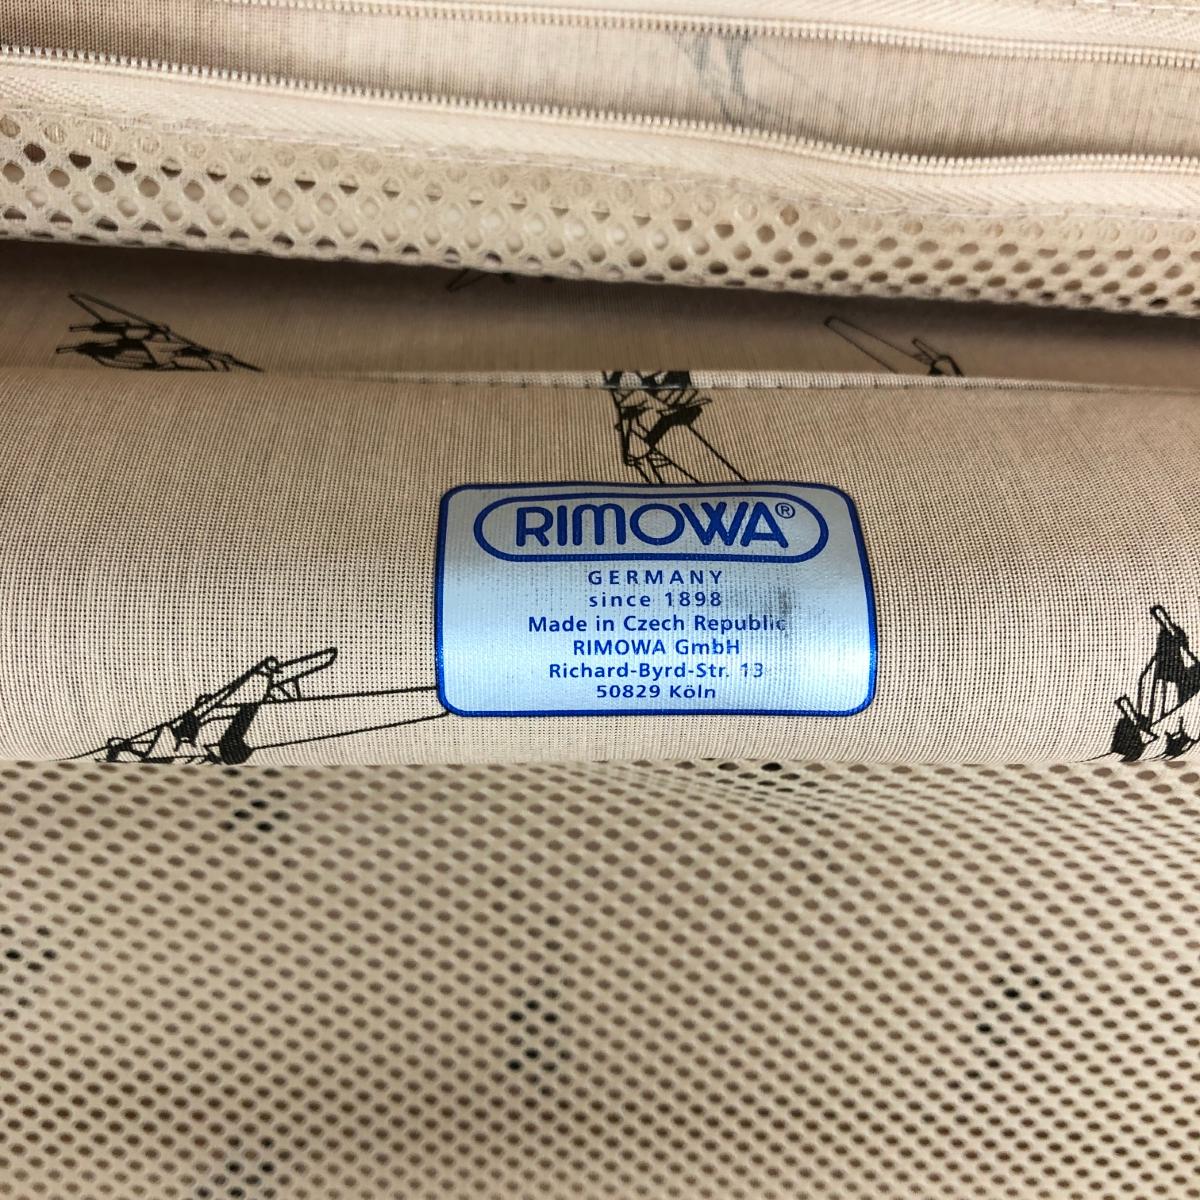 RIMOWA®
GERMANY
since 1898
Made in Czech Republic
RIMOWA GmbH
Richard-Byrd-Str. 13
50829 Köln